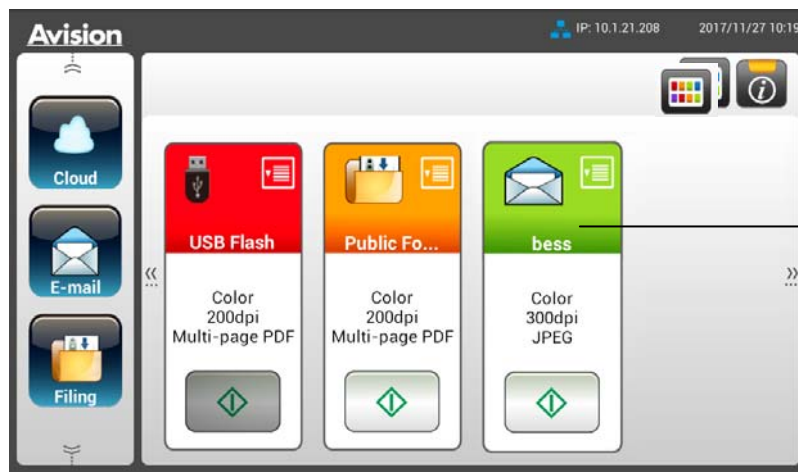 Avision
IP: 10.1.21.208
2017/11/27 10:19
Cloud
E-mail
Filing
USB Flash
Color
200dpi
Multi-page PDF
Public Fo...
Color
200dpi
Multi-page PDF
bess
Color
300dpi
JPEG